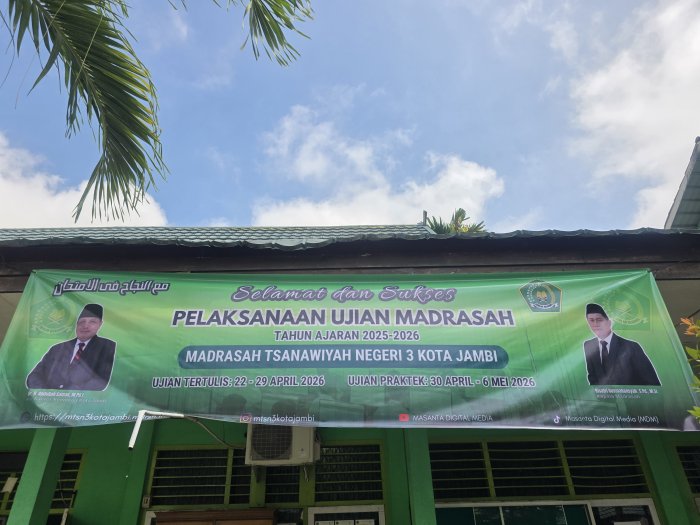 مع النجاح في الامتحان
Selamat dan Sukses
PELAKSANAAN UJIAN MADRASAH
TAHUN AJARAN 2025-2026
MADRASAH TSANAWIYAH NEGERI 3 KOTA JAMBI
UJIAN TERTULIS: 22 - 29 APRIL 2026
UJIAN PRAKTEK: 30 APRIL - 6 MEI 2026
https://mtsn3kotajambi
mtsn3kotajambi
MASANTA DIGITAL MEDIA
Masanta Digital Media (MDM)